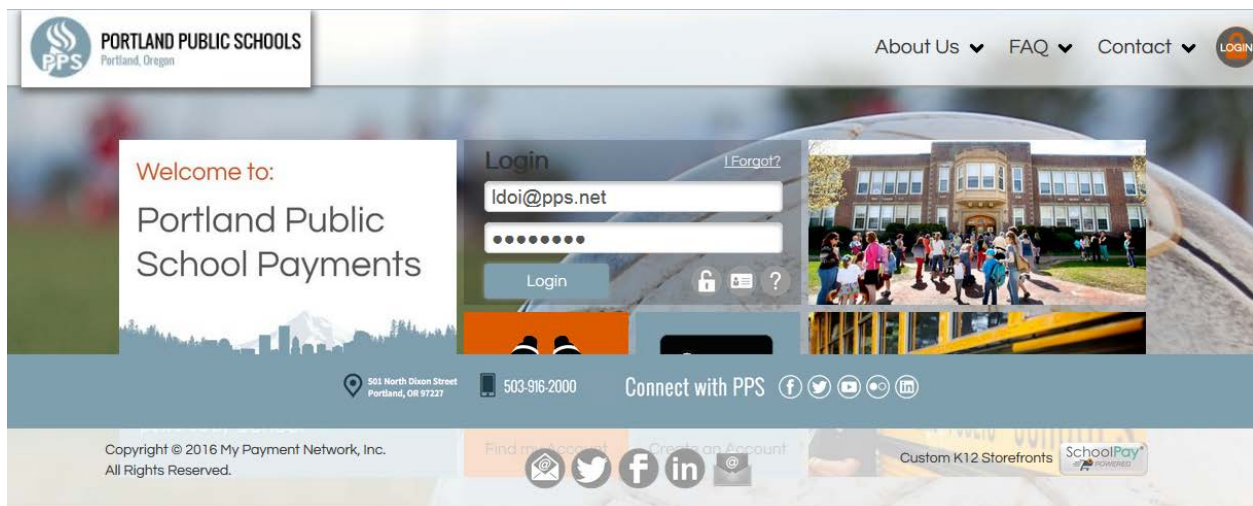 PPS
PORTLAND PUBLIC SCHOOLS
Portland, Oregon
About Us
FAQ
Contact
LOGIN
Welcome to:
Portland Public
School Payments
Login
I Forgot?
ldoi@pps.net
Login
?
501 North Dixon Street
Portland, OR 97227
503-916-2000
Connect with PPS
Copyright © 2016 My Payment Network, Inc.
All Rights Reserved.
Find myAccount
Create an Account
Custom K12 Storefronts
SchoolPay
POWERED